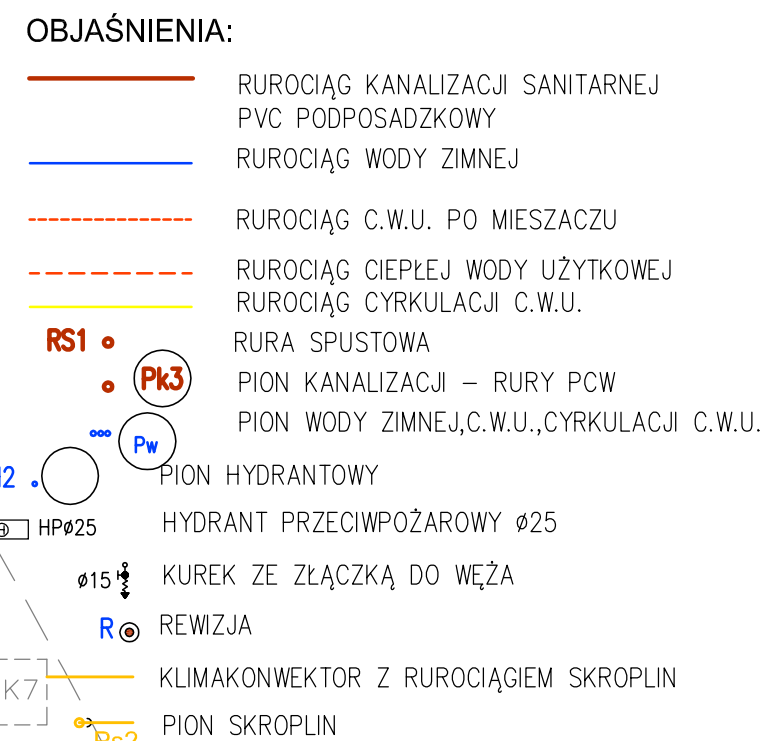 OBJAŚNIENIA:
RUROCIĄG KANALIZACJI SANITARNEJ
PVC PODPOSADZKOWY
RUROCIĄG WODY ZIMNEJ
RUROCIĄG C.W.U. PO MIESZACZU
RUROCIĄG CIEPŁEJ WODY UŻYTKOWEJ
RUROCIĄG CYRKULACJI C.W.U.
RS1 RURA SPUSTOWA
Pk3 PION KANALIZACJI – RURY PCW
Pw PION WODY ZIMNEJ,C.W.U.,CYRKULACJI C.W.U.
PION HYDRANTOWY
HPø25 HYDRANT PRZECIWPOŻAROWY ø25
ø15 KUREK ZE ZŁĄCZKĄ DO WĘŻA
R REWIZJA
K7 KLIMAKONWEKTOR Z RUROCIĄGIEM SKROPLIN
PION SKROPLIN